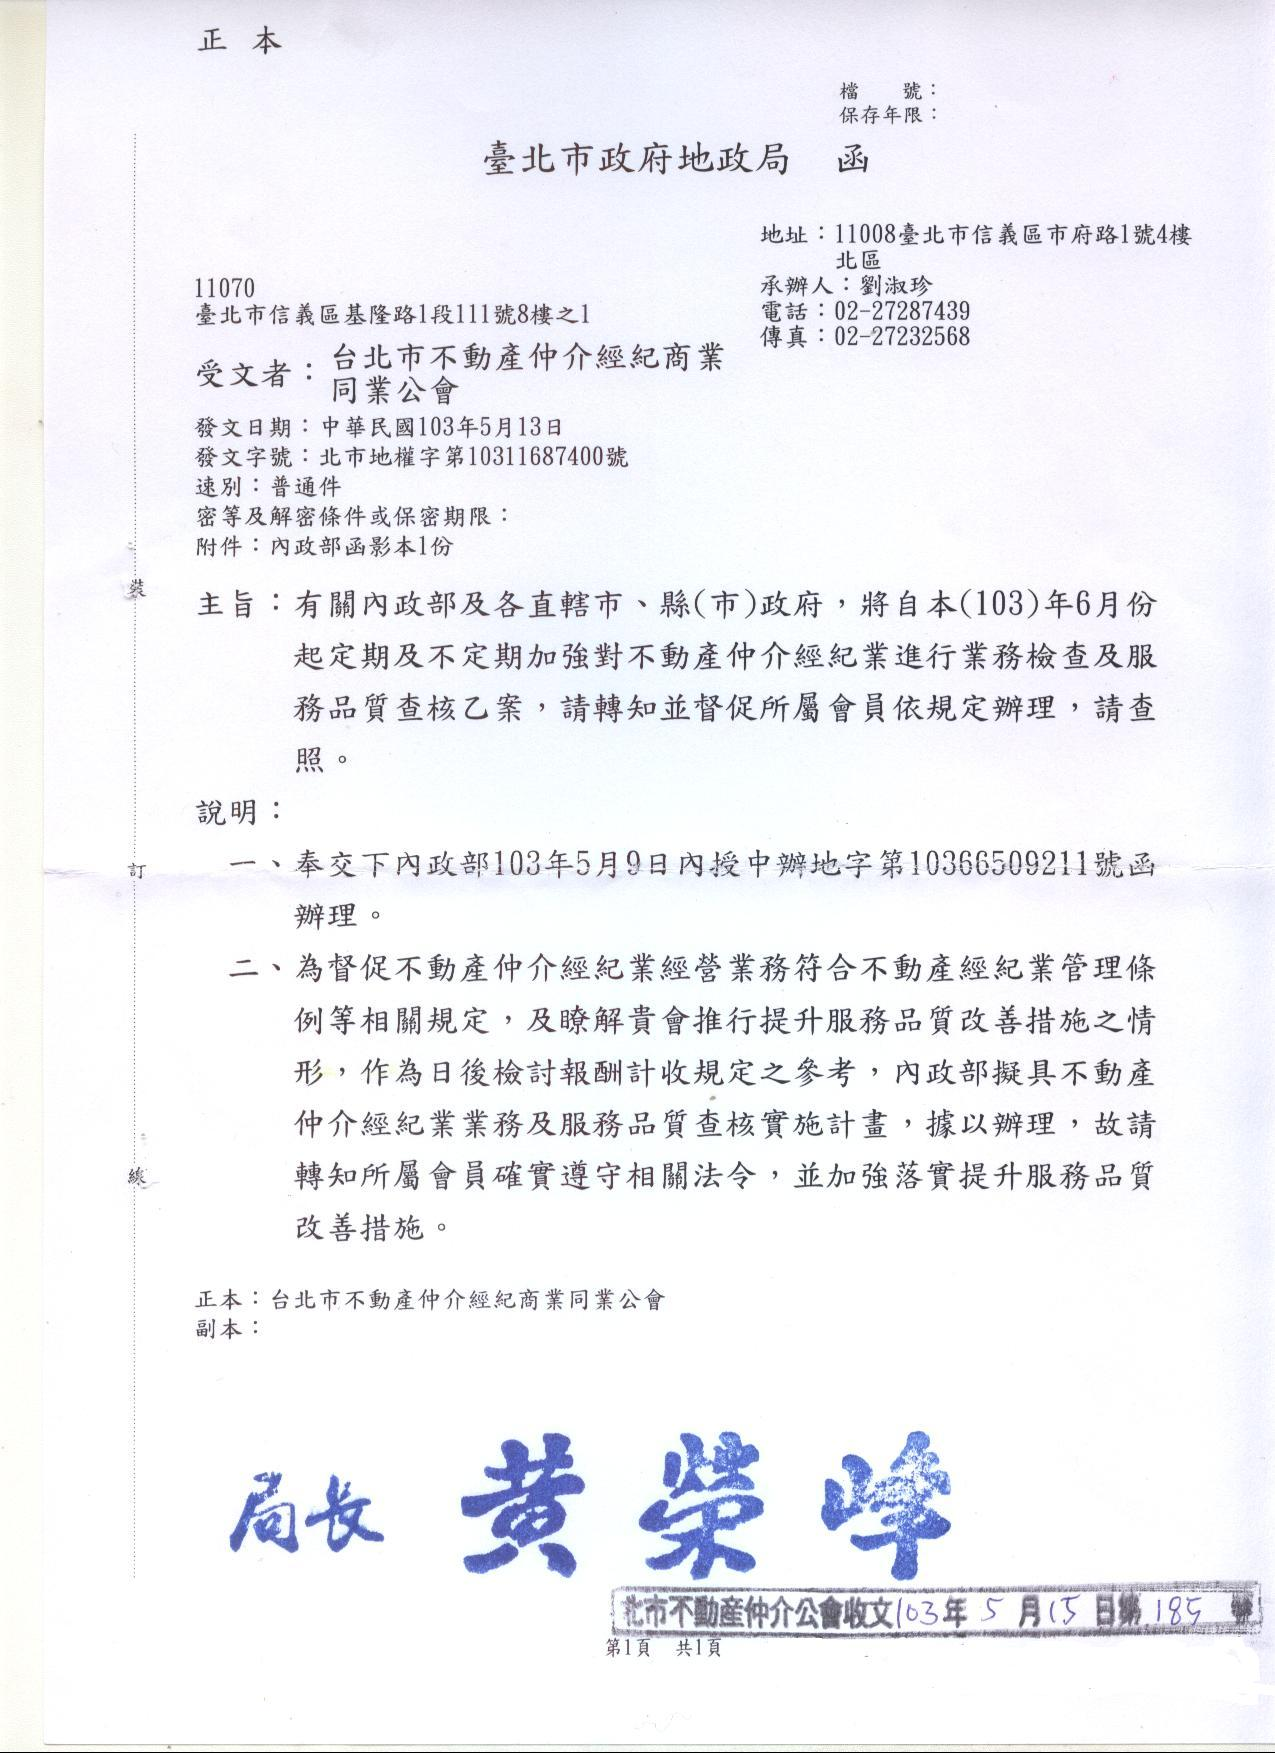 正 本
檔 號：
保存年限：
臺北市政府地政局 函
地址：11008臺北市信義區市府路1號4樓
北區
承辦人：劉淑珍
電話：02-27287439
傳真：02-27232568
11070
臺北市信義區基隆路1段111號8樓之1
受文者：台北市不動產仲介經紀商業
同業公會
發文日期：中華民國103年5月13日
發文字號：北市地權字第10311687400號
速別：普通件
密等及解密條件或保密期限：
附件：內政部函影本1份
主旨：有關內政部及各直轄市、縣(市)政府，將自本(103)年6月份
起定期及不定期加強對不動產仲介經紀業進行業務檢查及服
務品質查核乙案，請轉知並督促所屬會員依規定辦理，請查
照。
說明：
一、奉交下內政部103年5月9日內授中辦地字第10366509211號函
辦理。
二、為督促不動產仲介經紀業經營業務符合不動產經紀業管理條
例等相關規定，及瞭解貴會推行提升服務品質改善措施之情
形，作為日後檢討報酬計收規定之參考，內政部擬具不動產
仲介經紀業業務及服務品質查核實施計畫，據以辦理，故請
轉知所屬會員確實遵守相關法令，並加強落實提升服務品質
改善措施。
正本：台北市不動產仲介經紀商業同業公會
副本：
局長 黃榮峰
北市不動產仲介公會收文103年5月15日第185號
第1頁 共1頁
裝
訂
線